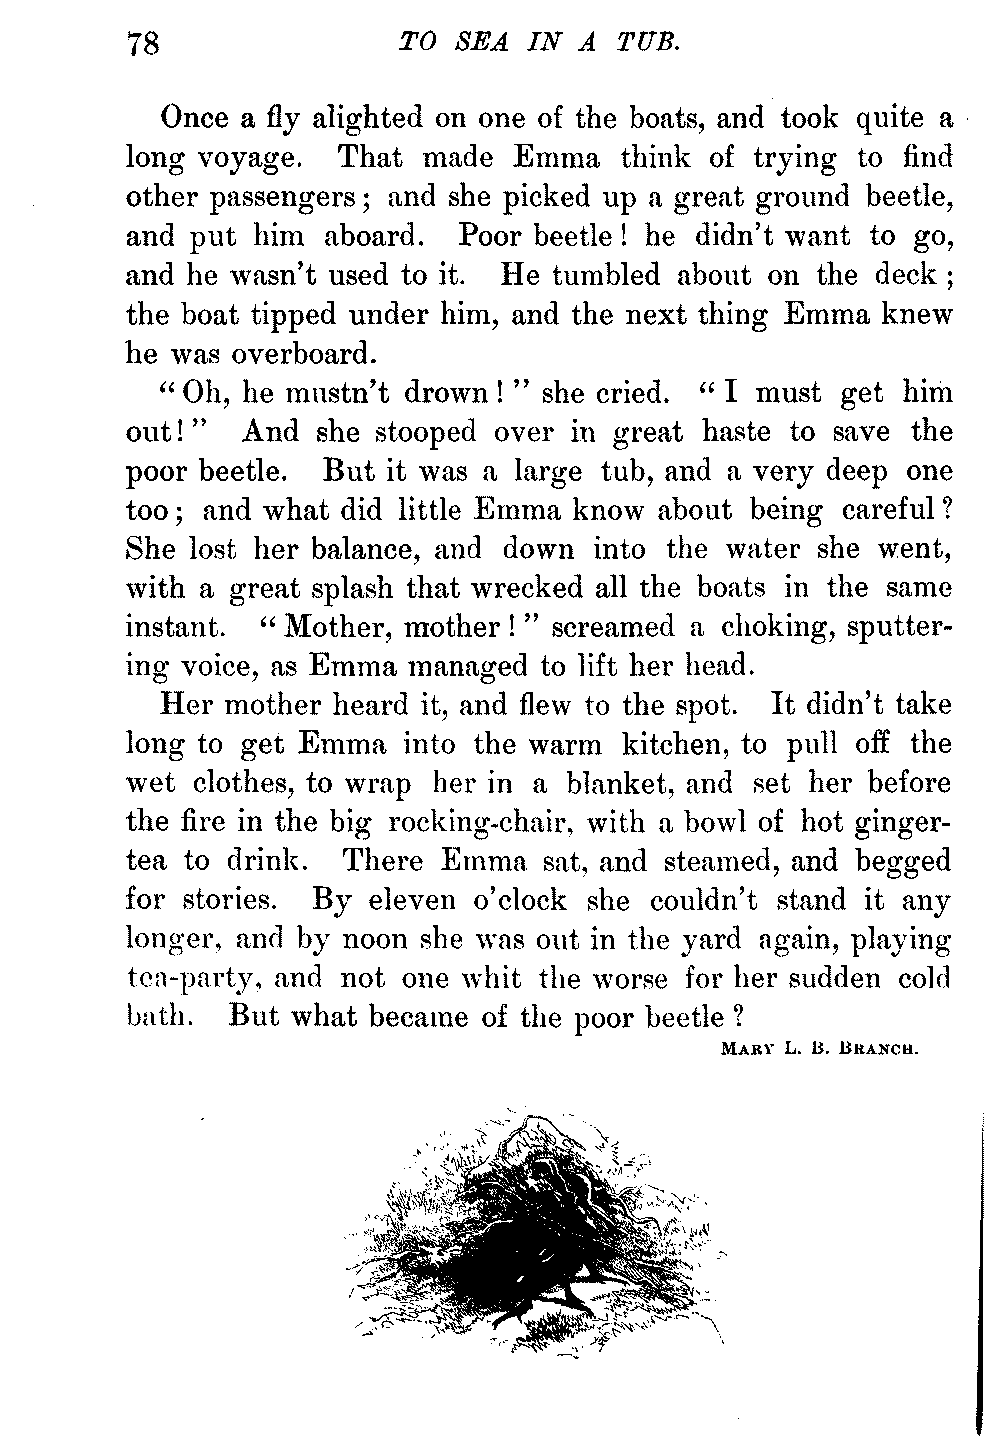 78 TO SEA IN A TUB.
Once a fly alighted on one of the boats, and took quite a
long voyage. That made Emma think of trying to find
other passengers; and she picked up a great ground beetle,
and put him aboard. Poor beetle! he didn't want to go,
and he wasn't used to it. He tumbled about on the deck;
the boat tipped under him, and the next thing Emma knew
he was overboard.
"Oh, he mustn't drown!" she cried. "I must get him
out!" And she stooped over in great haste to save the
poor beetle. But it was a large tub, and a very deep one
too; and what did little Emma know about being careful?
She lost her balance, and down into the water she went,
with a great splash that wrecked all the boats in the same
instant. "Mother, mother!" screamed a choking, sputter-
ing voice, as Emma managed to lift her head.
Her mother heard it, and flew to the spot. It didn't take
long to get Emma into the warm kitchen, to pull off the
wet clothes, to wrap her in a blanket, and set her before
the fire in the big rocking-chair, with a bowl of hot ginger-
tea to drink. There Emma sat, and steamed, and begged
for stories. By eleven o'clock she couldn't stand it any
longer, and by noon she was out in the yard again, playing
tea-party, and not one whit the worse for her sudden cold
bath. But what became of the poor beetle?
MARY L. B. BRANCH.